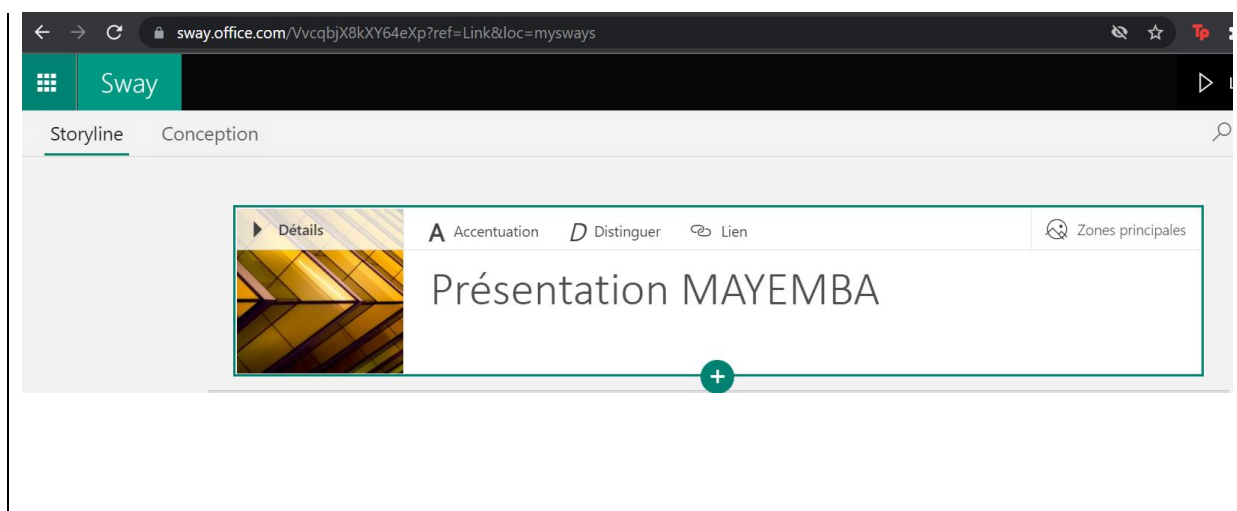 sway.office.com/VvcqbjX8kXY64eXp?ref=Link&loc=mysways Tp
Sway
Storyline Conception
Détails A Accentuation D Distinguer Lien Zones principales
Présentation MAYEMBA